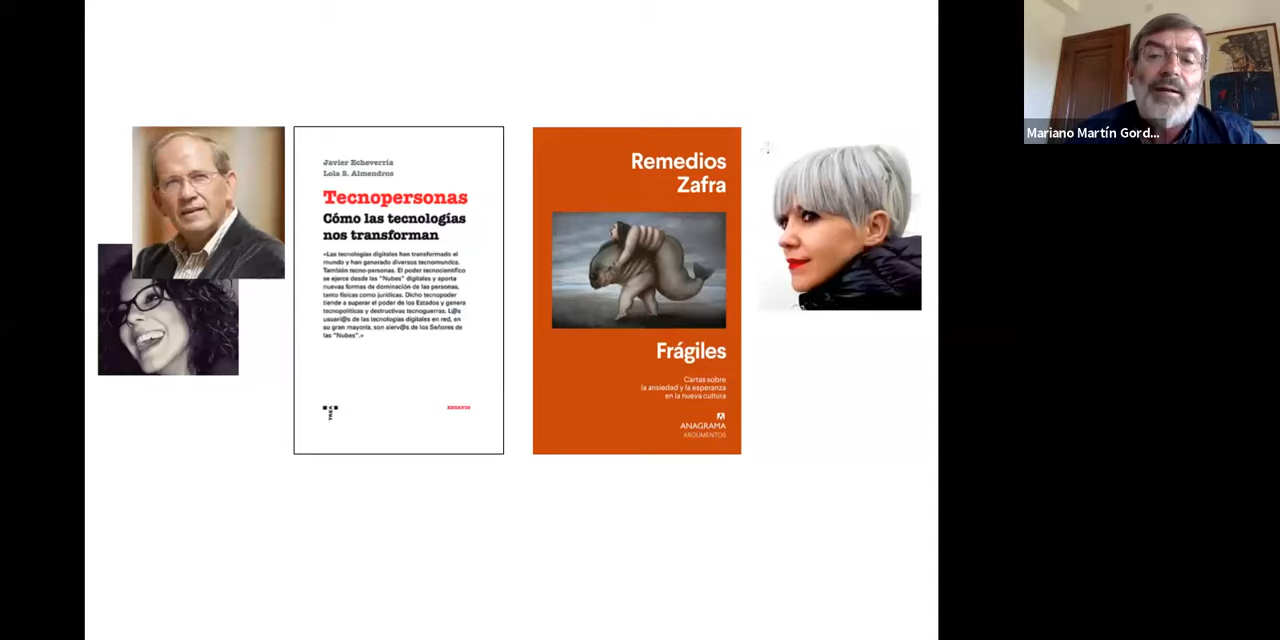 Javier Echeverría
Lola S. Almendros
Tecnopersonas
Cómo las tecnologías
nos transforman
«Las tecnologías digitales han transformado el
mundo y han generado diversos tecnomundos.
También tecno-personas. El poder tecnocientífico
se ejerce desde las "Nubes" digitales y aporta
nuevas formas de dominación de las personas,
tanto físicas como jurídicas. Dicho tecnopoder
tiende a superar el poder de los Estados y genera
tecnopolíticas y destructivas tecnoguerras. L@s
usuari@s de las tecnologías digitales en red, en
su gran mayoría, son sierv@s de los Señores de
las "Nubes".»
TREA
ENSAYOS
Remedios
Zafra
Frágiles
Cartas sobre
la ansiedad y la esperanza
en la nueva cultura
ANAGRAMA
ARGUMENTOS
Mariano Martín Gord...